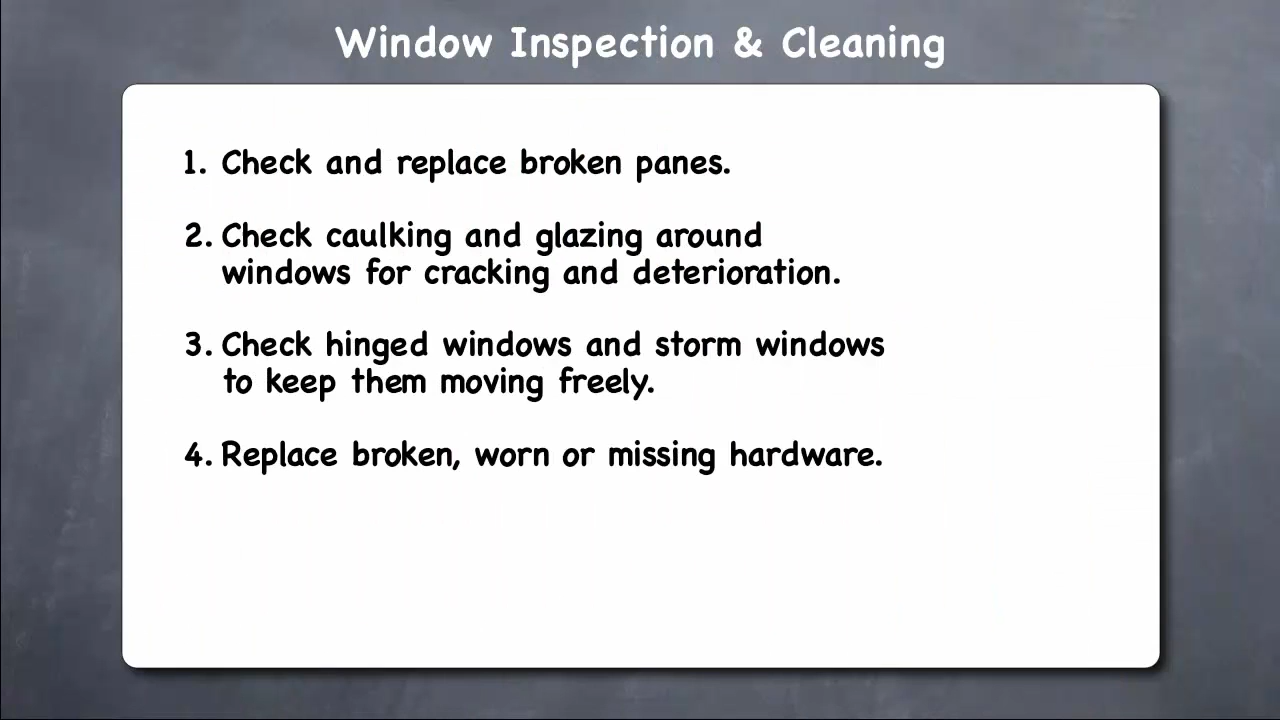 Window Inspection & Cleaning
1. Check and replace broken panes.
2. Check caulking and glazing around
windows for cracking and deterioration.
3. Check hinged windows and storm windows
to keep them moving freely.
4. Replace broken, worn or missing hardware.